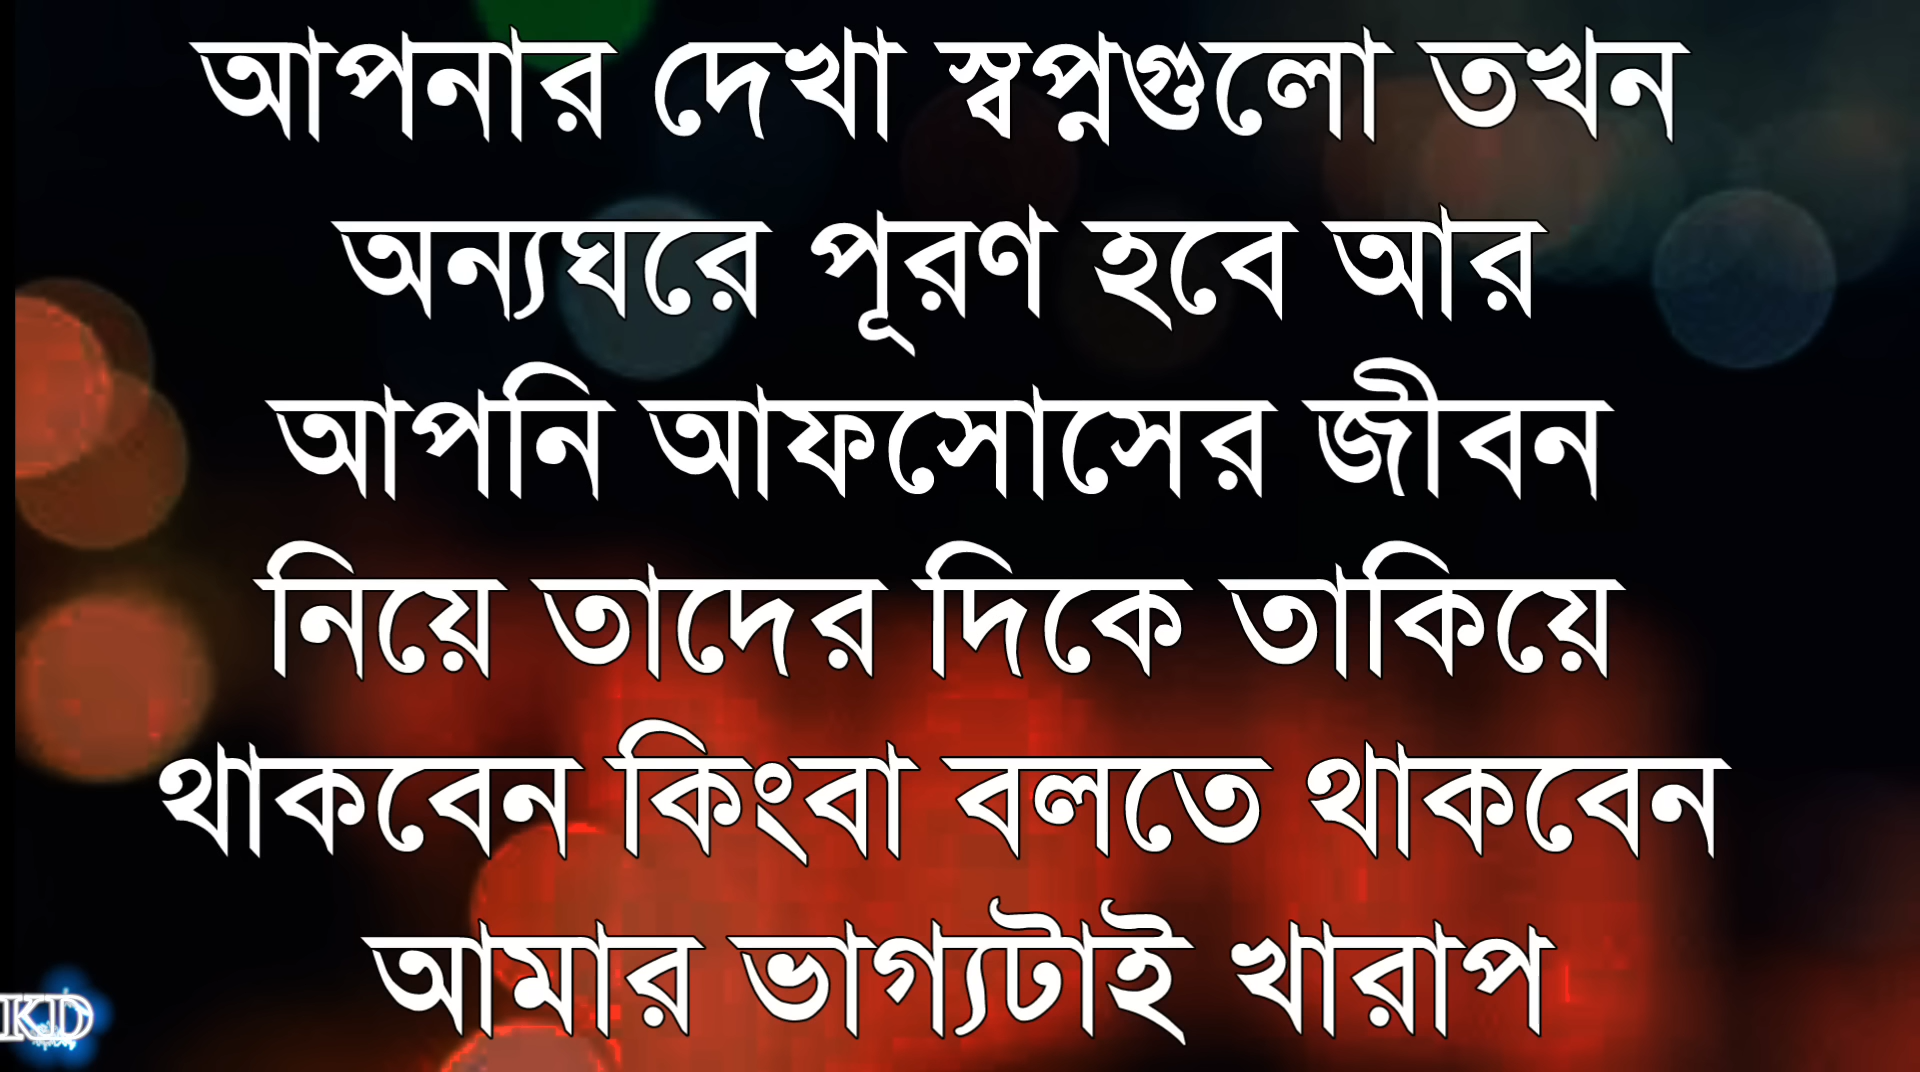 আপনার দেখা স্বপ্নগুলো তখন
অন্যঘরে পূরণ হবে আর
আপনি আফসোসের জীবন
নিয়ে তাদের দিকে তাকিয়ে
থাকবেন কিংবা বলতে থাকবেন
আমার ভাগ্যটাই খারাপ
KD